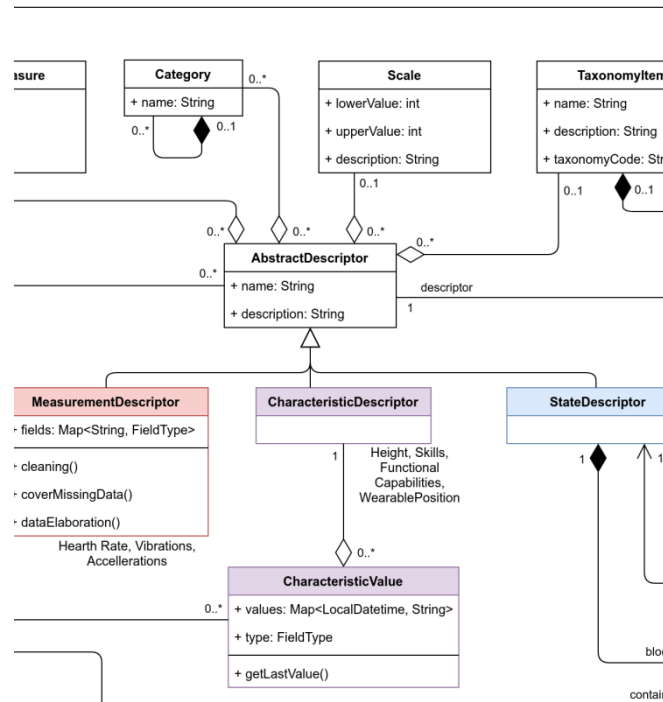 asure
Category
+ name: String
0..*
0..*
0..1
Scale
+ lowerValue: int
+ upperValue: int
+ description: String
0..1
TaxonomyItem
+ name: String
+ description: String
+ taxonomyCode: Str
0..1
0..1
0..*
0..*
0..*
0..*
0..*
AbstractDescriptor
+ name: String
+ description: String
descriptor
1
MeasurementDescriptor
+ fields: Map<String, FieldType>
+ cleaning()
+ coverMissingData()
+ dataElaboration()
Hearth Rate, Vibrations,
Accellerations
CharacteristicDescriptor
1
Height, Skills,
Functional
Capabilities,
WearablePosition
StateDescriptor
1
1
0..*
CharacteristicValue
+ values: Map<LocalDatetime, String>
+ type: FieldType
+ getLastValue()
0..*
bloc
contain